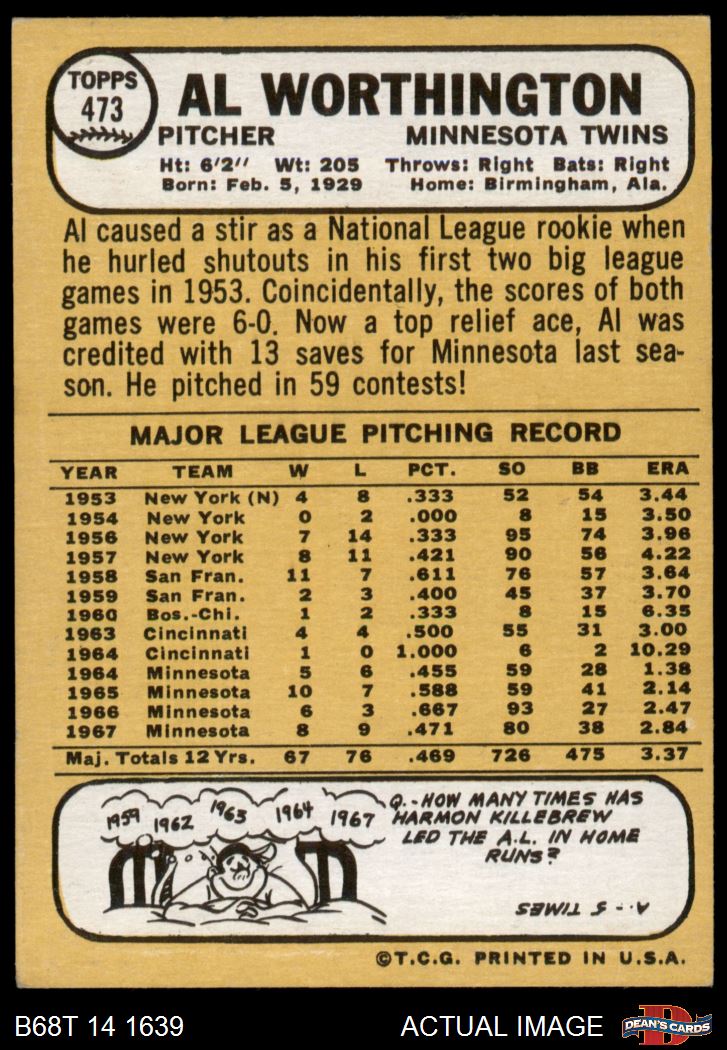 TOPPS
473
AL WORTHINGTON
PITCHER MINNESOTA TWINS
Ht: 6'2'' Wt: 205 Throws: Right Bats: Right
Born: Feb. 5, 1929 Home: Birmingham, Ala.
Al caused a stir as a National League rookie when
he hurled shutouts in his first two big league
games in 1953. Coincidentally, the scores of both
games were 6-0. Now a top relief ace, Al was
credited with 13 saves for Minnesota last sea-
son. He pitched in 59 contests!
MAJOR LEAGUE PITCHING RECORD
YEAR TEAM W L PCT. SO BB ERA
1953 New York (N) 4 8 .333 52 54 3.44
1954 New York 0 2 .000 8 15 3.50
1956 New York 7 14 .333 95 74 3.96
1957 New York 8 11 .421 90 56 4.22
1958 San Fran. 11 7 .611 76 57 3.64
1959 San Fran. 2 3 .400 45 37 3.70
1960 Bos.-Chi. 1 2 .333 8 15 6.35
1963 Cincinnati 4 4 .500 55 31 3.00
1964 Cincinnati 1 0 1.000 6 2 10.29
1964 Minnesota 5 6 .455 59 28 1.38
1965 Minnesota 10 7 .588 59 41 2.14
1966 Minnesota 6 3 .667 93 27 2.47
1967 Minnesota 8 9 .471 80 38 2.84
Maj. Totals 12 Yrs. 67 76 .469 726 475 3.37
1959 1962 1963 1964 1967
Q.-HOW MANY TIMES HAS
HARMON KILLEBREW
LED THE A.L. IN HOME
RUNS?
A--5 TIMES
©T.C.G. PRINTED IN U.S.A.
B68T 14 1639 ACTUAL IMAGE
D
DEAN'S CARDS